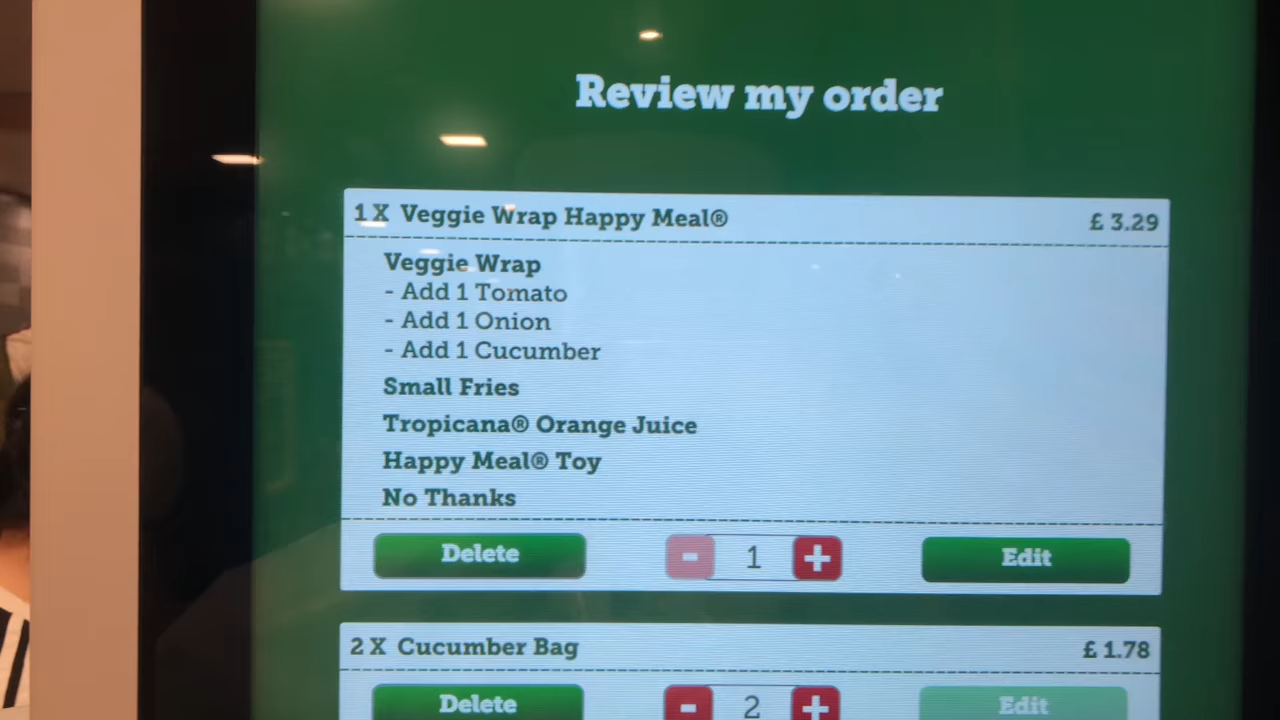 Review my order
1 X Veggie Wrap Happy Meal® £ 3.29
Veggie Wrap
- Add 1 Tomato
- Add 1 Onion
- Add 1 Cucumber
Small Fries
Tropicana® Orange Juice
Happy Meal® Toy
No Thanks
Delete - 1 + Edit
2 X Cucumber Bag £ 1.78
Delete - 2 + Edit